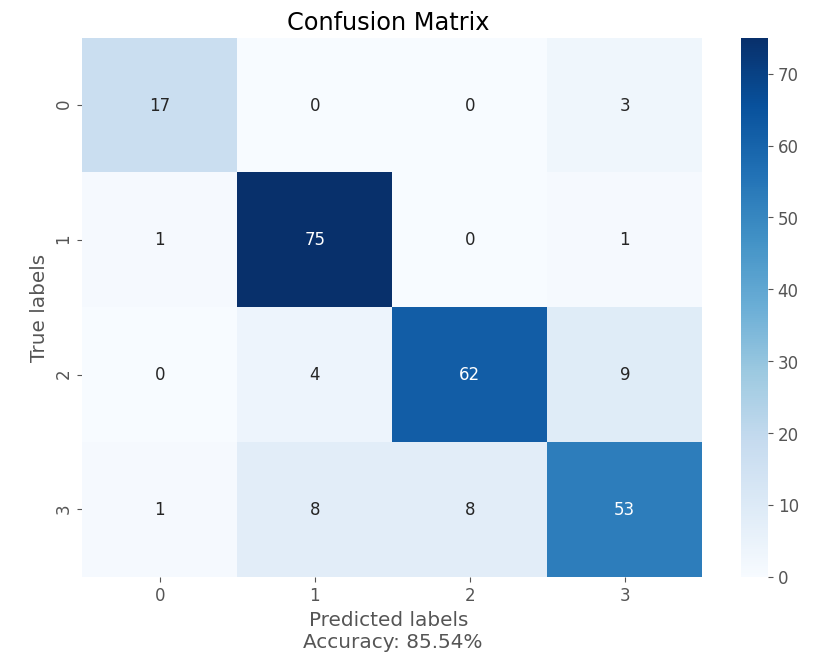 Confusion Matrix
0 17 0 0 3
1 1 75 0 1
2 0 4 62 9
3 1 8 8 53
0 1 2 3
True labels
Predicted labels
Accuracy: 85.54%
70
60
50
40
30
20
10
0